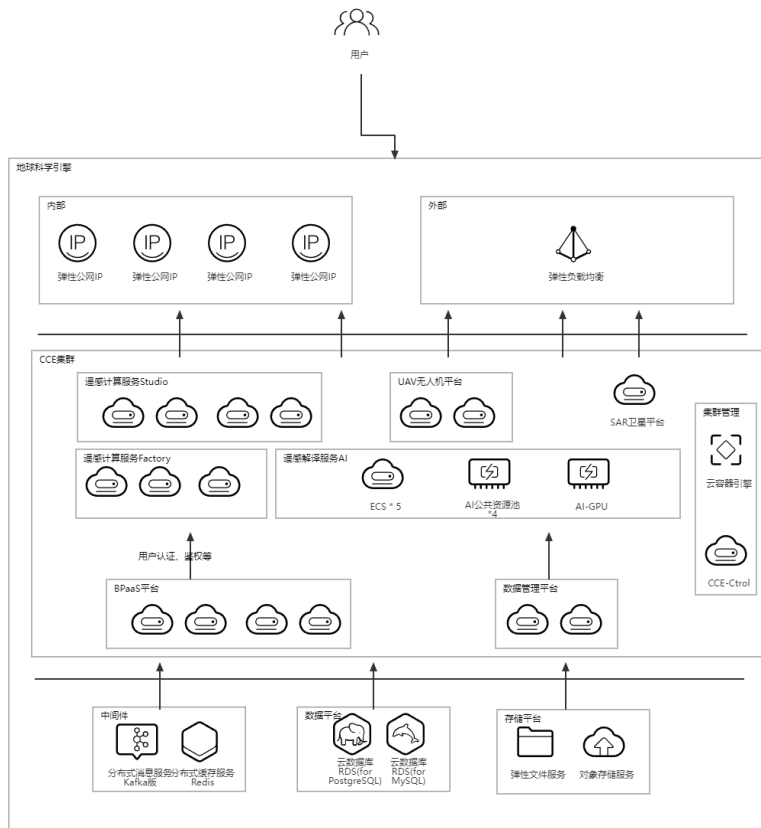 用户
地球科学引擎
内部
外部
IP
IP
IP
IP
弹性公网IP
弹性公网IP
弹性公网IP
弹性公网IP
弹性负载均衡
CCE集群
遥感计算服务Studio
UAV无人机平台
SAR卫星平台
集群管理
云容器引擎
CCE-Ctrol
遥感计算服务Factory
遥感解译服务AI
ECS * 5
AI公共资源池
*4
AI-GPU
用户认证、鉴权等
BPaaS平台
数据管理平台
中间件
分布式消息服务
Kafka版
分布式缓存服务
Redis
数据平台
云数据库
RDS(for
PostgreSQL)
云数据库
RDS(for
MySQL)
存储平台
弹性文件服务
对象存储服务